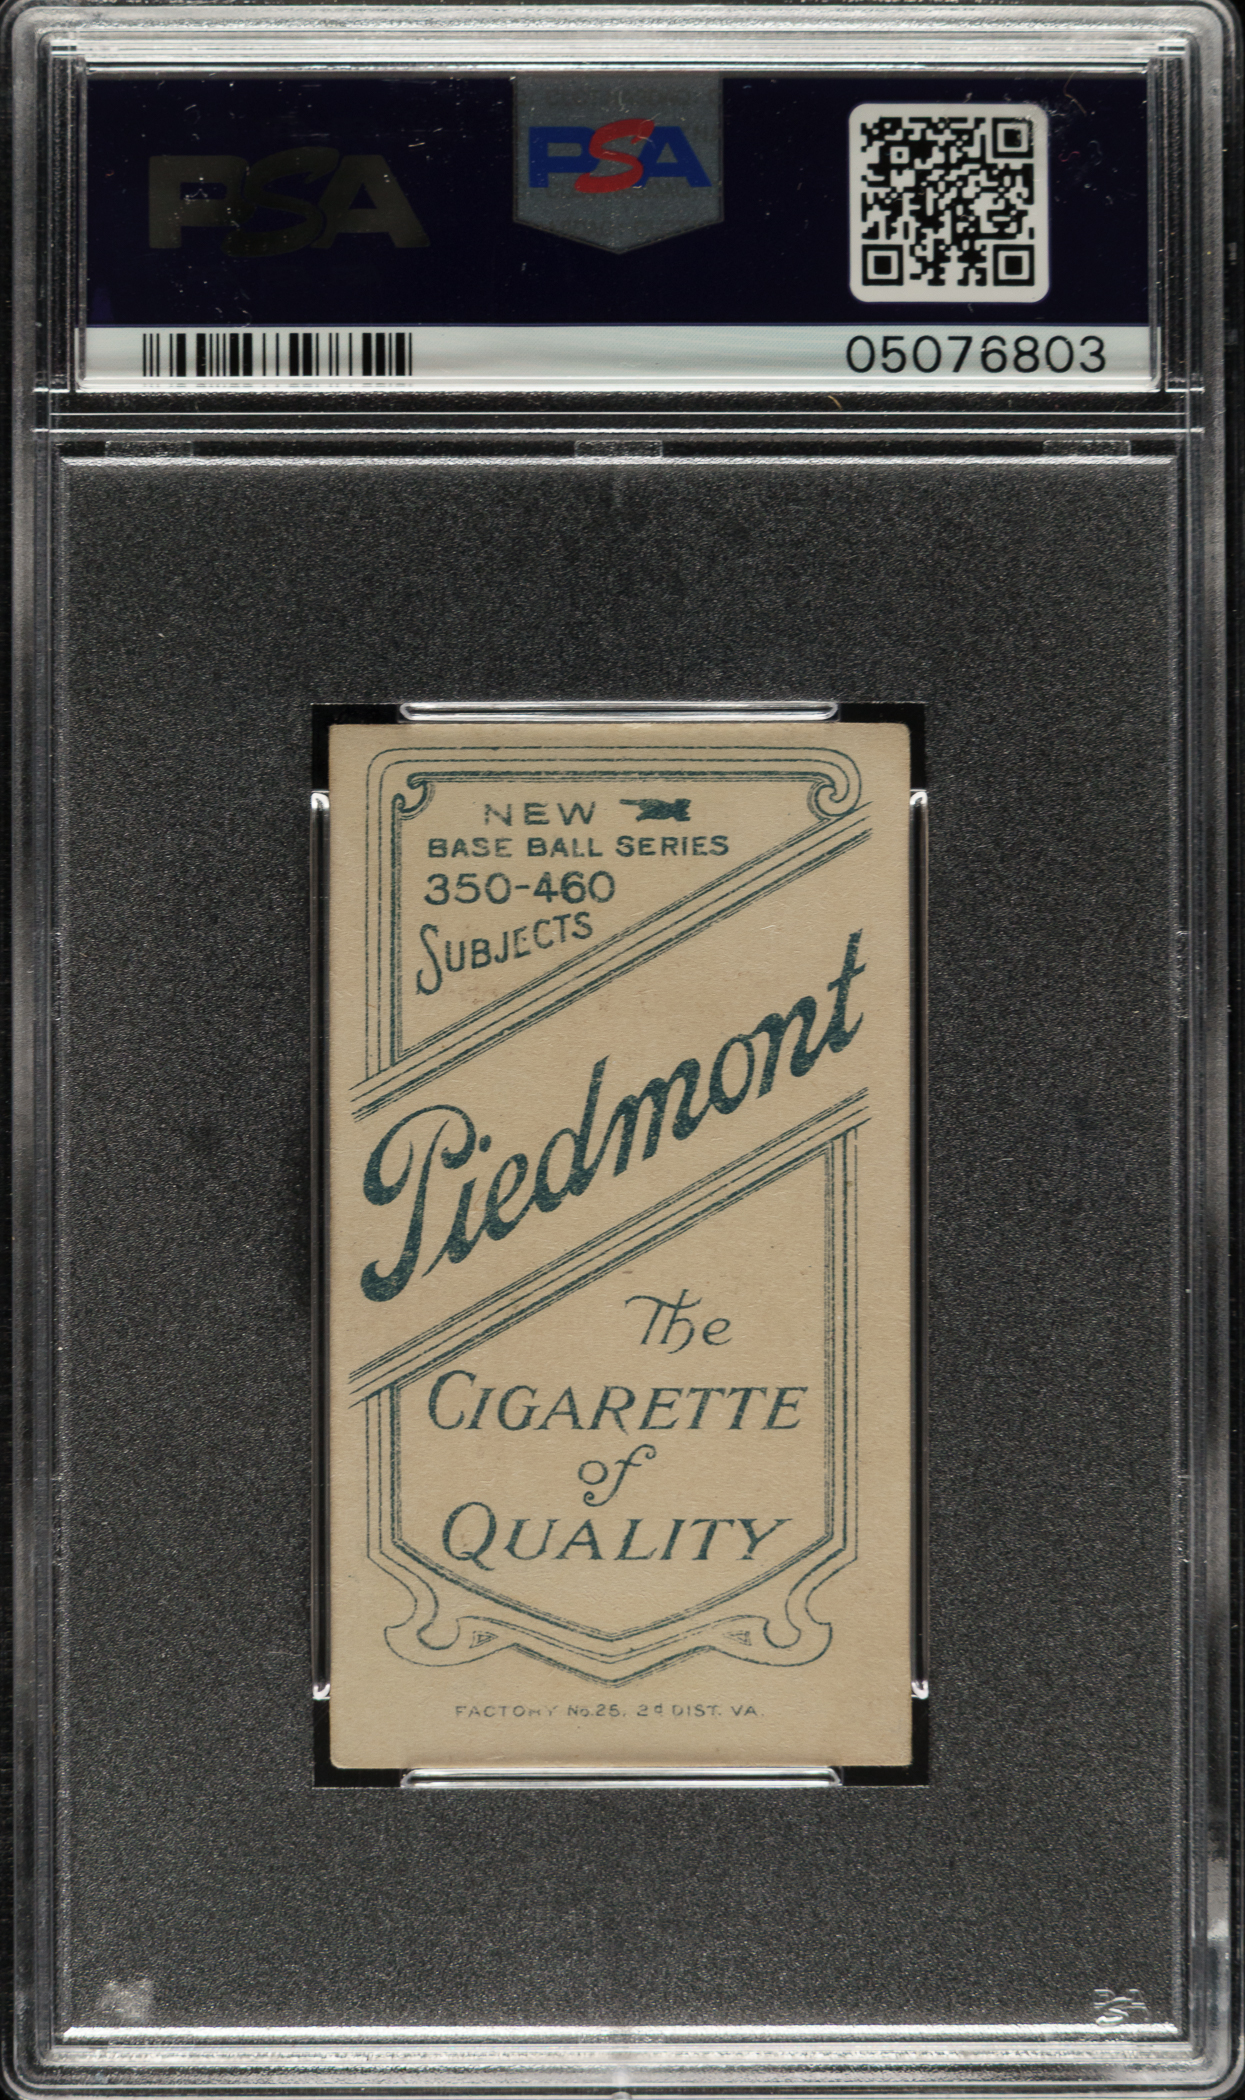 PSA
PSA
05076803
NEW
BASE BALL SERIES
350-460
SUBJECTS
Piedmont
The
CIGARETTE
of
QUALITY
FACTORY No. 25, 2d DIST. VA.